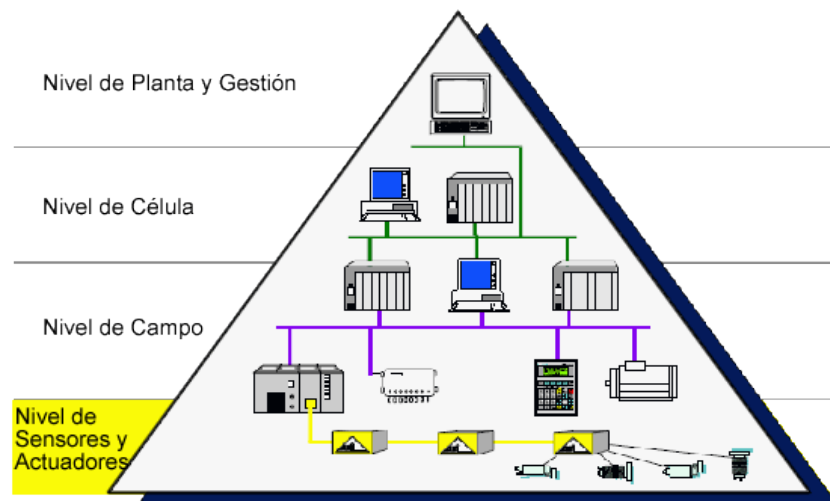 Nivel de Planta y Gestión
Nivel de Célula
Nivel de Campo
Nivel de
Sensores y
Actuadores